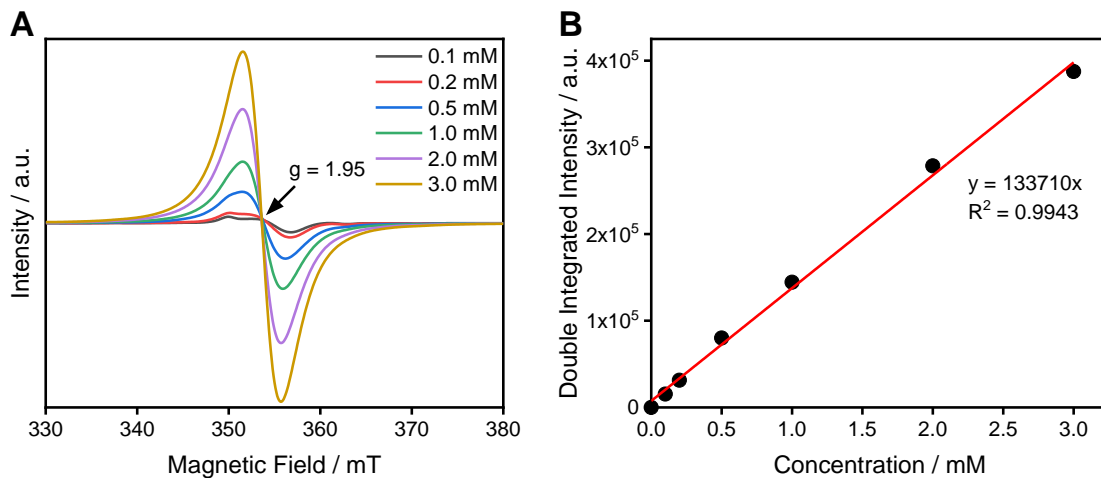 A
0.1 mM
0.2 mM
0.5 mM
1.0 mM
2.0 mM
3.0 mM
g = 1.95
Intensity / a.u.
330
340
350
360
370
380
Magnetic Field / mT
B
Double Integrated Intensity / a.u.
4x10⁵
3x10⁵
2x10⁵
1x10⁵
0
y = 133710x
R² = 0.9943
0.0
0.5
1.0
1.5
2.0
2.5
3.0
Concentration / mM